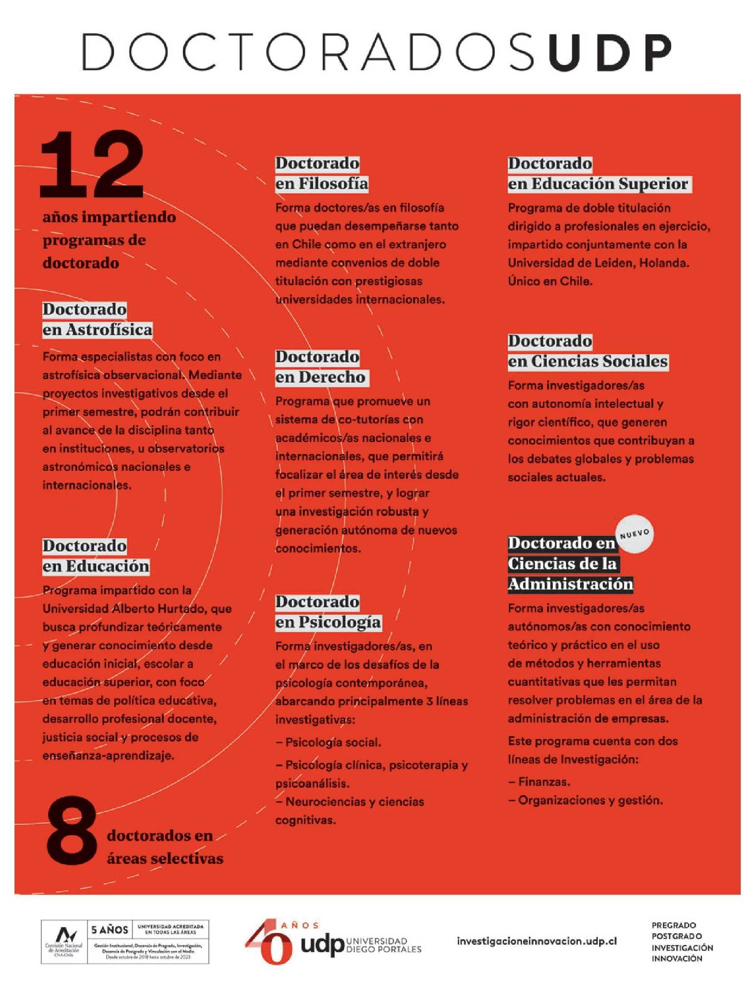 DOCTORADOSUDP
12
años impartiendo
programas de
doctorado
Doctorado
en Astrofísica
Forma especialistas con foco en
astrofísica observacional. Mediante
proyectos investigativos desde el
primer semestre, podrán contribuir
al avance de la disciplina tanto
en instituciones, u observatorios
astronómicos nacionales e
internacionales.
Doctorado
en Educación
Programa impartido con la
Universidad Alberto Hurtado, que
busca profundizar teóricamente
y generar conocimiento desde
educación inicial, escolar a
educación superior, con foco
en temas de política educativa,
desarrollo profesional docente,
justicia social y procesos de
enseñanza-aprendizaje.
8
doctorados en
áreas selectivas
Doctorado
en Filosofía
Forma doctores/as en filosofía
que puedan desempeñarse tanto
en Chile como en el extranjero
mediante convenios de doble
titulación con prestigiosas
universidades internacionales.
Doctorado
en Derecho
Programa que promueve un
sistema de co-tutorías con
académicos/as nacionales e
internacionales, que permitirá
focalizar el área de interés desde
el primer semestre, y lograr
una investigación robusta y
generación autónoma de nuevos
conocimientos.
Doctorado
en Psicología
Forma investigadores/as, en
el marco de los desafíos de la
psicología contemporánea,
abarcando principalmente 3 líneas
investigativas:
– Psicología social.
– Psicología clínica, psicoterapia y
psicoanálisis.
– Neurociencias y ciencias
cognitivas.
Doctorado
en Educación Superior
Programa de doble titulación
dirigido a profesionales en ejercicio,
impartido conjuntamente con la
Universidad de Leiden, Holanda.
Único en Chile.
Doctorado
en Ciencias Sociales
Forma investigadores/as
con autonomía intelectual y
rigor científico, que generen
conocimientos que contribuyan a
los debates globales y problemas
sociales actuales.
NUEVO
Doctorado en
Ciencias de la
Administración
Forma investigadores/as
autónomos/as con conocimiento
teórico y práctico en el uso
de métodos y herramientas
cuantitativas que les permitan
resolver problemas en el área de la
administración de empresas.
Este programa cuenta con dos
líneas de Investigación:
– Finanzas.
– Organizaciones y gestión.
Comisión Nacional
de Acreditación
CNA-Chile
5 AÑOS
UNIVERSIDAD ACREDITADA
EN TODAS LAS ÁREAS
Gestión Institucional, Docencia de Pregrado, Investigación,
Docencia de Postgrado y Vinculación con el Medio
Desde octubre de 2018 hasta octubre de 2023
40 AÑOS
udp UNIVERSIDAD
DIEGO PORTALES
investigacioneinnovacion.udp.cl
PREGRADO
POSTGRADO
INVESTIGACIÓN
INNOVACIÓN